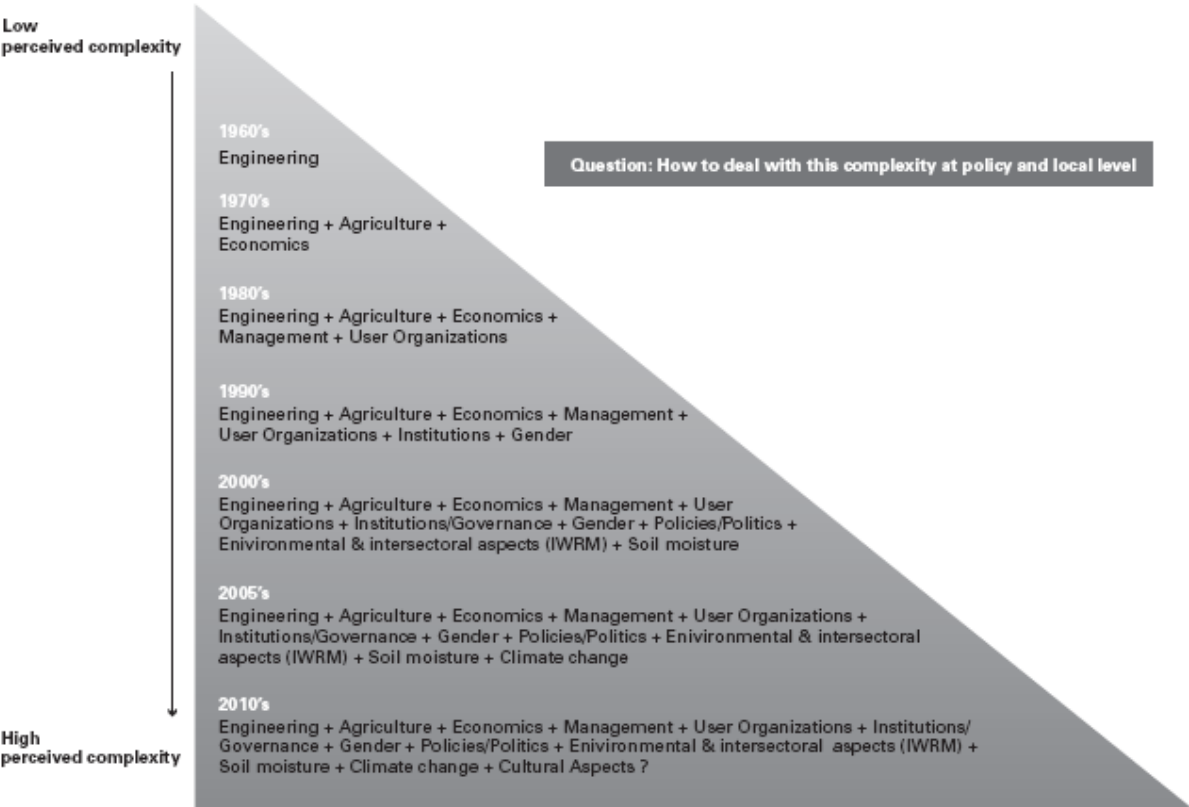 Low
perceived complexity
1960's
Engineering
Question: How to deal with this complexity at policy and local level
1970's
Engineering + Agriculture +
Economics
1980's
Engineering + Agriculture + Economics +
Management + User Organizations
1990's
Engineering + Agriculture + Economics + Management +
User Organizations + Institutions + Gender
2000's
Engineering + Agriculture + Economics + Management + User
Organizations + Institutions/Governance + Gender + Policies/Politics +
Enivironmental & intersectoral aspects (IWRM) + Soil moisture
2005's
Engineering + Agriculture + Economics + Management + User Organizations +
Institutions/Governance + Gender + Policies/Politics + Enivironmental & intersectoral
aspects (IWRM) + Soil moisture + Climate change
2010's
Engineering + Agriculture + Economics + Management + User Organizations + Institutions/
Governance + Gender + Policies/Politics + Enivironmental & intersectoral aspects (IWRM) +
Soil moisture + Climate change + Cultural Aspects ?
High
perceived complexity